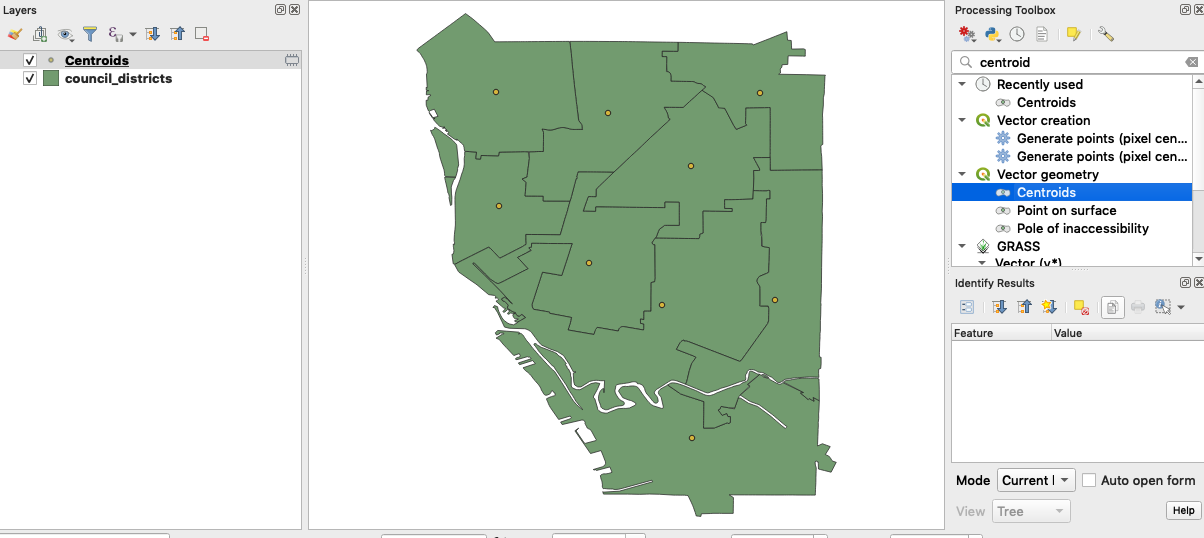 Layers
Centroids
council_districts
Processing Toolbox
centroid
Recently used
Centroids
Vector creation
Generate points (pixel cen...
Generate points (pixel cen...
Vector geometry
Centroids
Point on surface
Pole of inaccessibility
GRASS
Vector (v*)
Identify Results
Feature Value
Mode Current Auto open form
View Tree Help